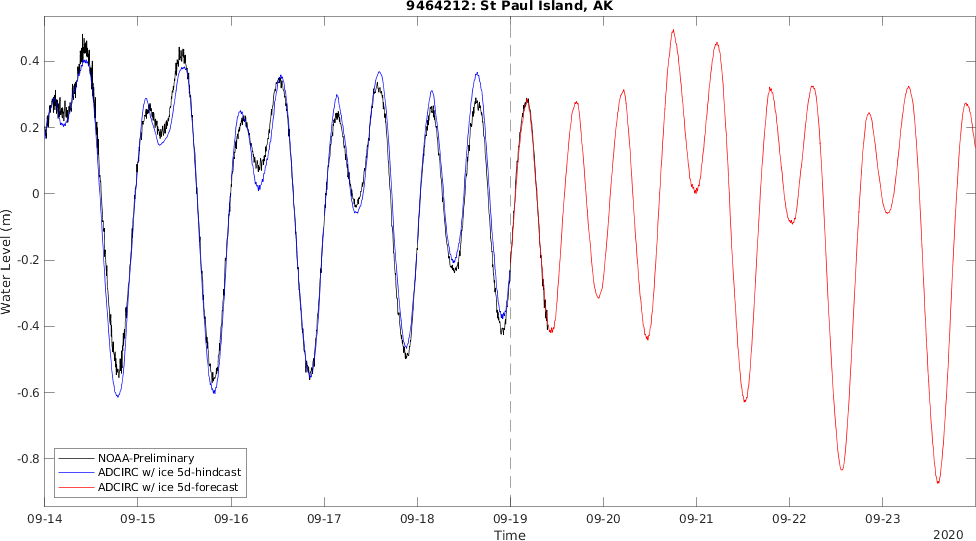 9464212: St Paul Island, AK
Water Level (m)
0.4
0.2
0
-0.2
-0.4
-0.6
-0.8
NOAA-Preliminary
ADCIRC w/ ice 5d-hindcast
ADCIRC w/ ice 5d-forecast
09-14 09-15 09-16 09-17 09-18 09-19 09-20 09-21 09-22 09-23
Time
2020